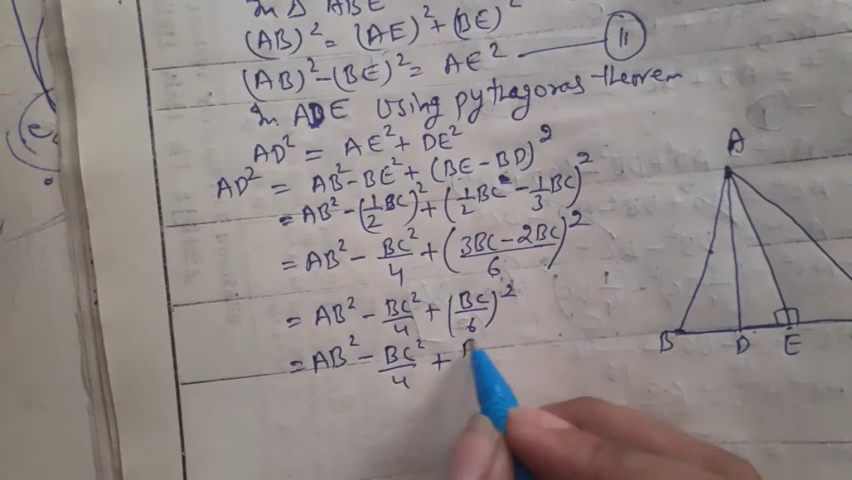 In Δ ABE
(AB)² = (AE)² + (BE)²
(AB)² - (BE)² = AE² — 11
In ADE Using pythagoras theorem
AD² = AE² + DE²
AD² = AB² - BE² + (BE - BD)²
= AB² - (1/2 BC)² + (1/2 BC - 1/3 BC)²
= AB² - BC²/4 + (3BC - 2BC/6)²
= AB² - BC²/4 + (BC/6)²
= AB² - BC²/4 +
A
B D E